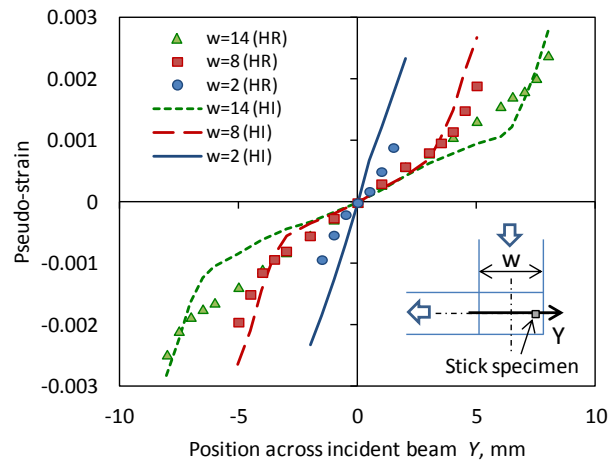 0.003
0.002
0.001
0
-0.001
-0.002
-0.003
Pseudo-strain
w=14 (HR)
w=8 (HR)
w=2 (HR)
w=14 (HI)
w=8 (HI)
w=2 (HI)
w
Y
Stick specimen
-10 -5 0 5 10
Position across incident beam Y, mm